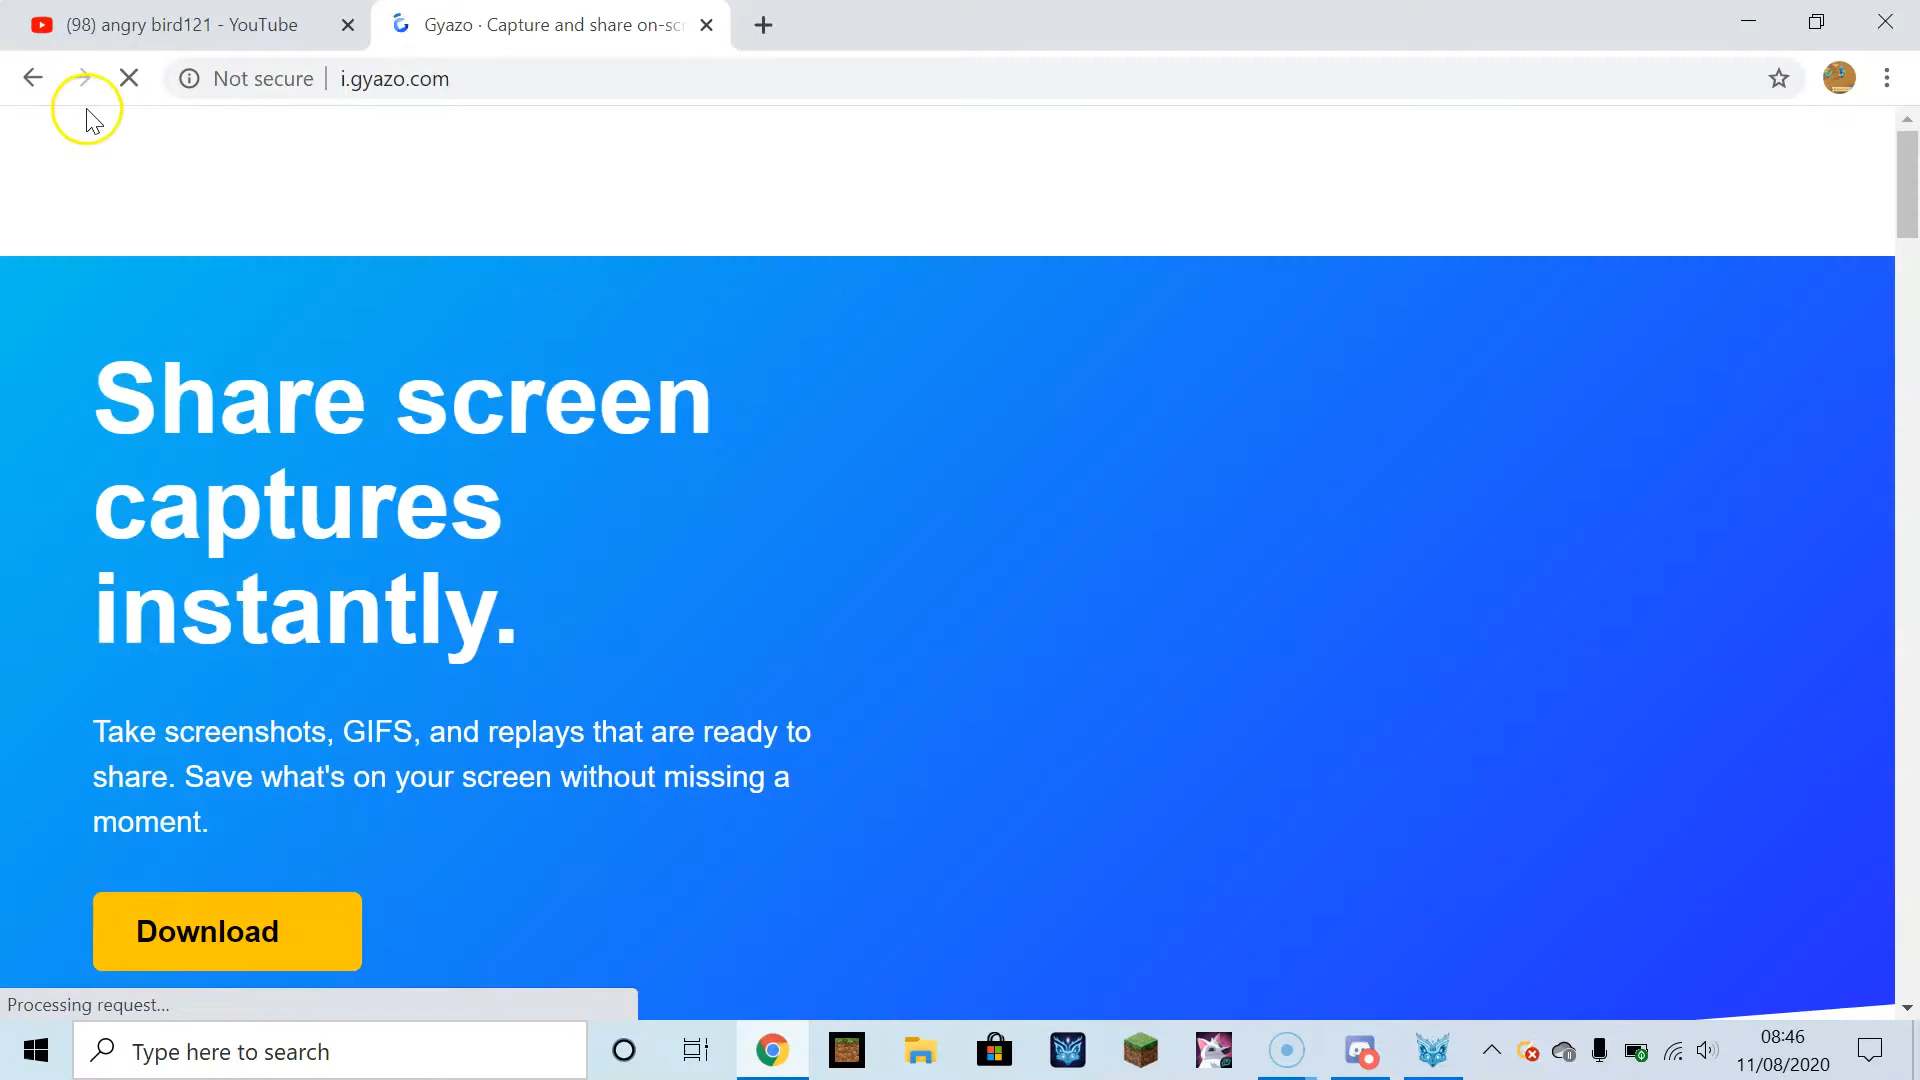 (98) angry bird121 - YouTube
Gyazo · Capture and share on-scr
Not secure
i.gyazo.com
Share screen
captures
instantly.
Take screenshots, GIFS, and replays that are ready to
share. Save what's on your screen without missing a
moment.
Download
Processing request...
Type here to search
08:46
11/08/2020